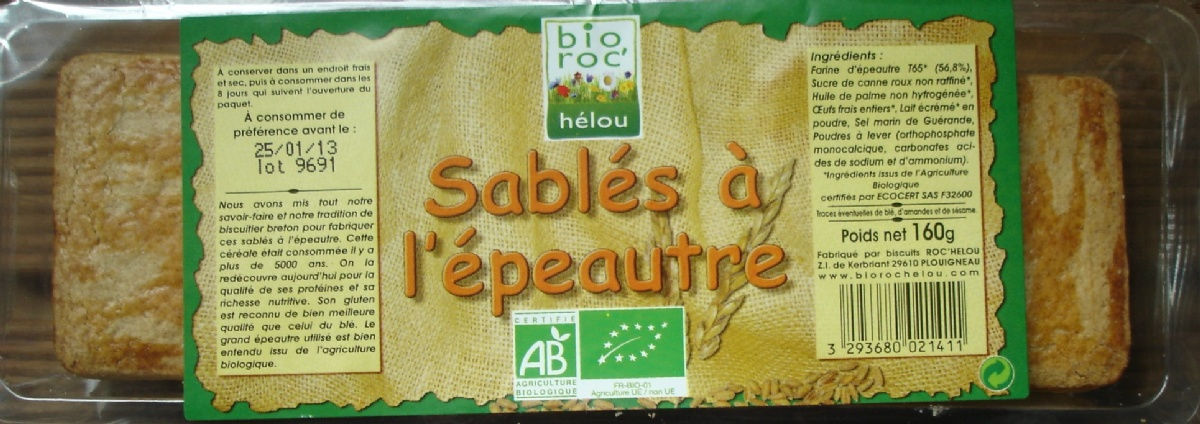 À conserver dans un endroit frais
et sec, puis à consommer dans les
8 jours qui suivent l'ouverture du
paquet.
À consommer de
préférence avant le :
25/01/13
lot 9691
Nous avons mis tout notre
savoir-faire et notre tradition de
biscuitier breton pour fabriquer
ces sablés à l'épeautre. Cette
céréale était consommée il y a
plus de 5000 ans. On la
redécouvre aujourd'hui pour la
qualité de ses protéines et sa
richesse nutritive. Son gluten
est reconnu de bien meilleure
qualité que celui du blé. Le
grand épeautre utilisé est bien
entendu issu de l'agriculture
biologique.
bio
roc'
hélou
Sablés à
l'épeautre
CERTIFIÉ
AB
AGRICULTURE
BIOLOGIQUE
FR-BIO-01
Agriculture UE / non UE
Ingrédients :
Farine d'épeautre T65* (56,8%),
Sucre de canne roux non raffiné*,
Huile de palme non hyfrogénée*,
Œufs frais entiers*, Lait écrémé* en
poudre, Sel marin de Guérande,
Poudres à lever (orthophosphate
monocalcique, carbonates aci-
des de sodium et d'ammonium).
*Ingrédients issus de l'Agriculture
Biologique
certifiés par ECOCERT SAS F32600
Traces éventuelles de blé, d'amandes et de sésame.
Poids net 160g
Fabriqué par biscuits ROC'HELOU
Z.I. de Kerbriant 29610 PLOUIGNEAU
www.biorochelou.com
3 293680 021411